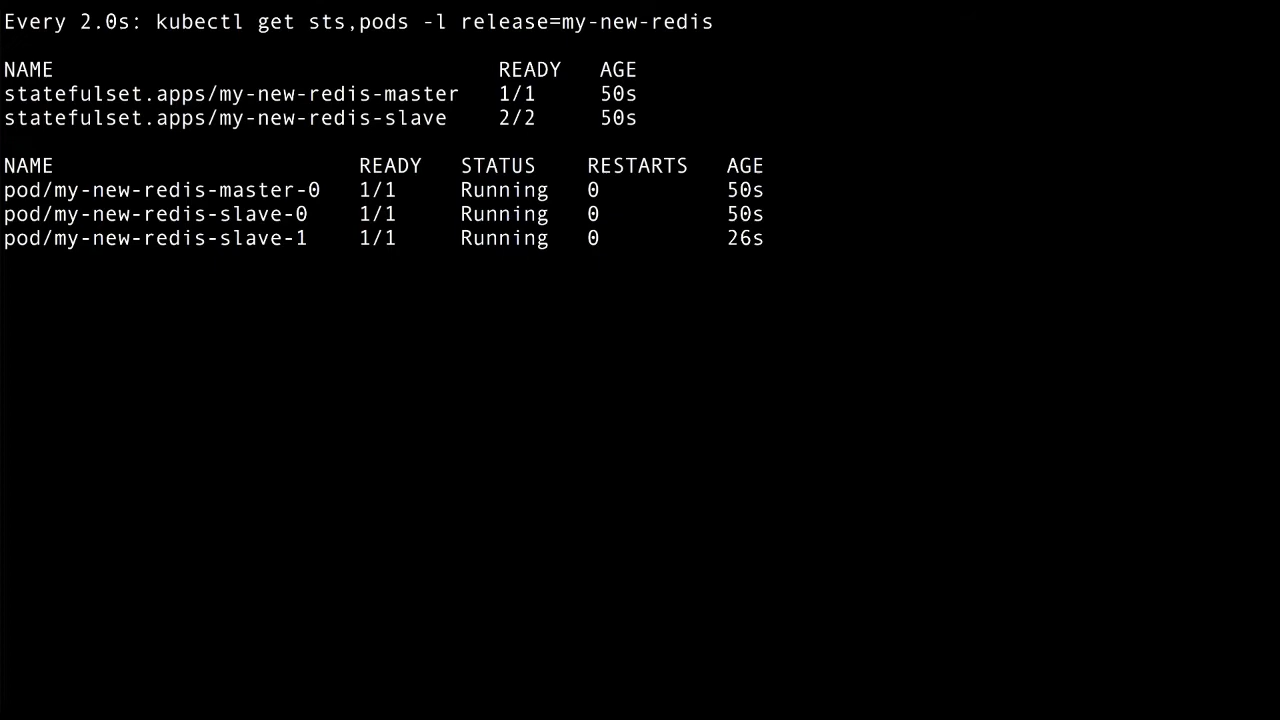 Every 2.0s: kubectl get sts,pods -l release=my-new-redis
NAME READY AGE
statefulset.apps/my-new-redis-master 1/1 50s
statefulset.apps/my-new-redis-slave 2/2 50s
NAME READY STATUS RESTARTS AGE
pod/my-new-redis-master-0 1/1 Running 0 50s
pod/my-new-redis-slave-0 1/1 Running 0 50s
pod/my-new-redis-slave-1 1/1 Running 0 26s